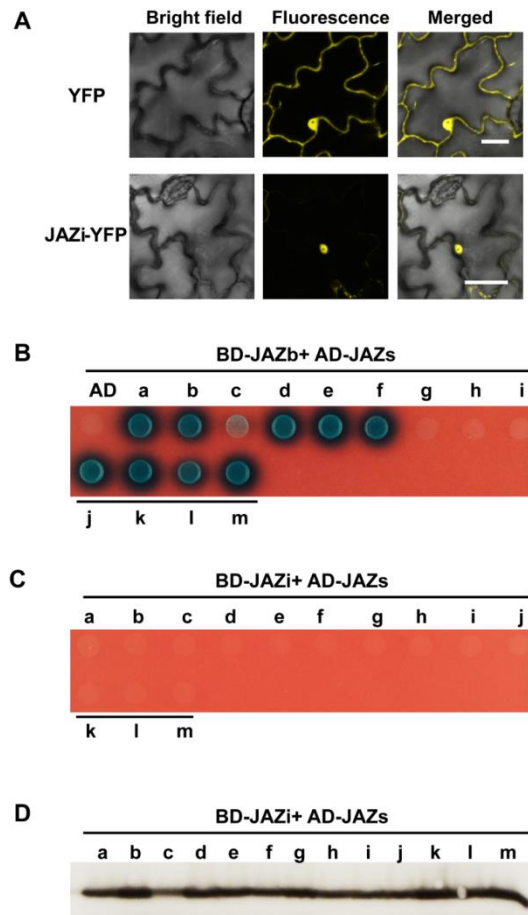 A
Bright field Fluorescence Merged
YFP
JAZi-YFP
B
BD-JAZb+ AD-JAZs
AD a b c d e f g h i
j k l m
C
BD-JAZi+ AD-JAZs
a b c d e f g h i j
k l m
D
BD-JAZi+ AD-JAZs
a b c d e f g h i j k l m